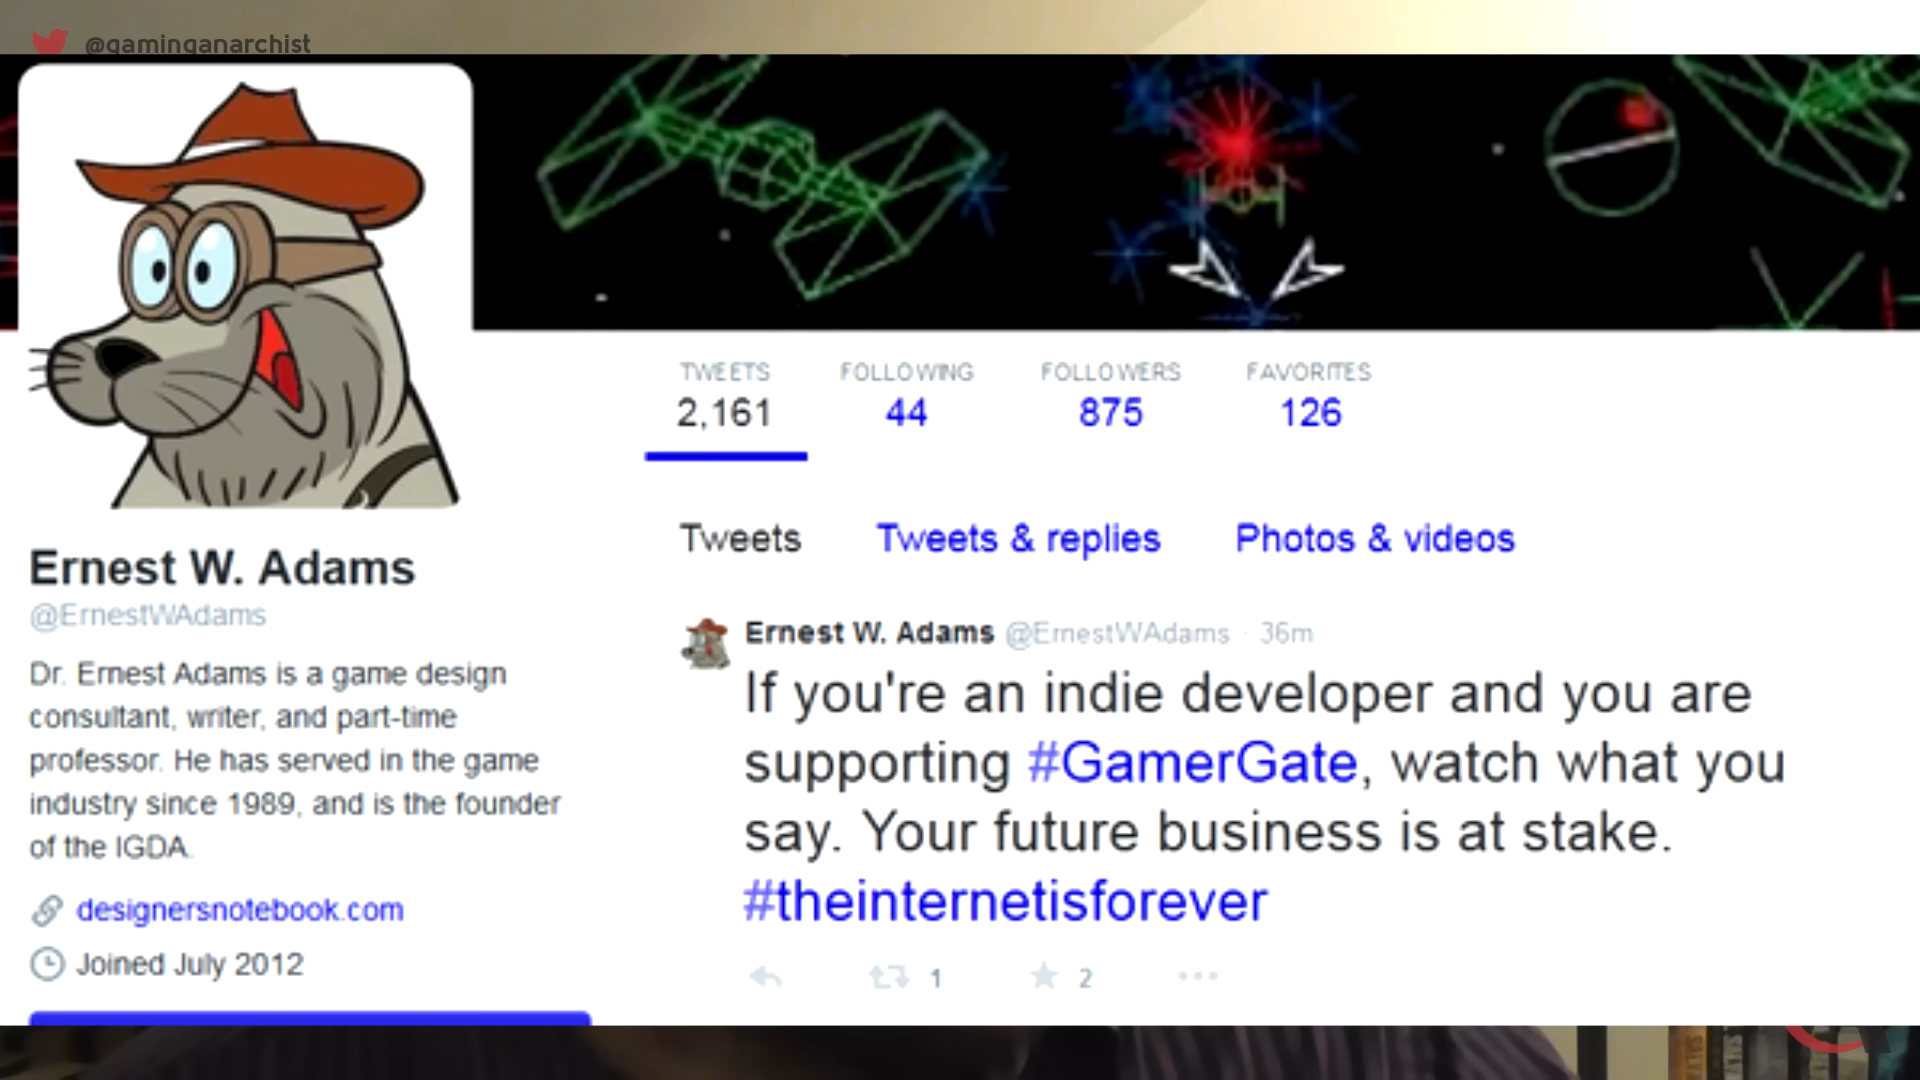 @gaminganarchist
TWEETS FOLLOWING FOLLOWERS FAVORITES
2,161 44 875 126
Tweets Tweets & replies Photos & videos
Ernest W. Adams
@ErnestWAdams
Dr. Ernest Adams is a game design
consultant, writer, and part-time
professor. He has served in the game
industry since 1989, and is the founder
of the IGDA.
designersnotebook.com
Joined July 2012
Ernest W. Adams @ErnestWAdams · 36m
If you're an indie developer and you are
supporting #GamerGate, watch what you
say. Your future business is at stake.
#theinternetisforever
1 2